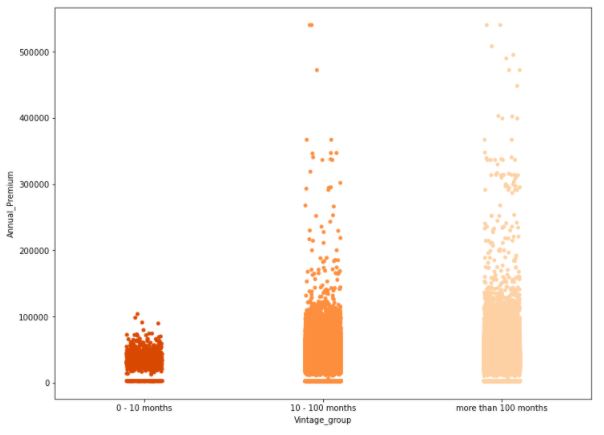 Annual_Premium
500000
400000
300000
200000
100000
0
0 - 10 months
10 - 100 months
more than 100 months
Vintage_group